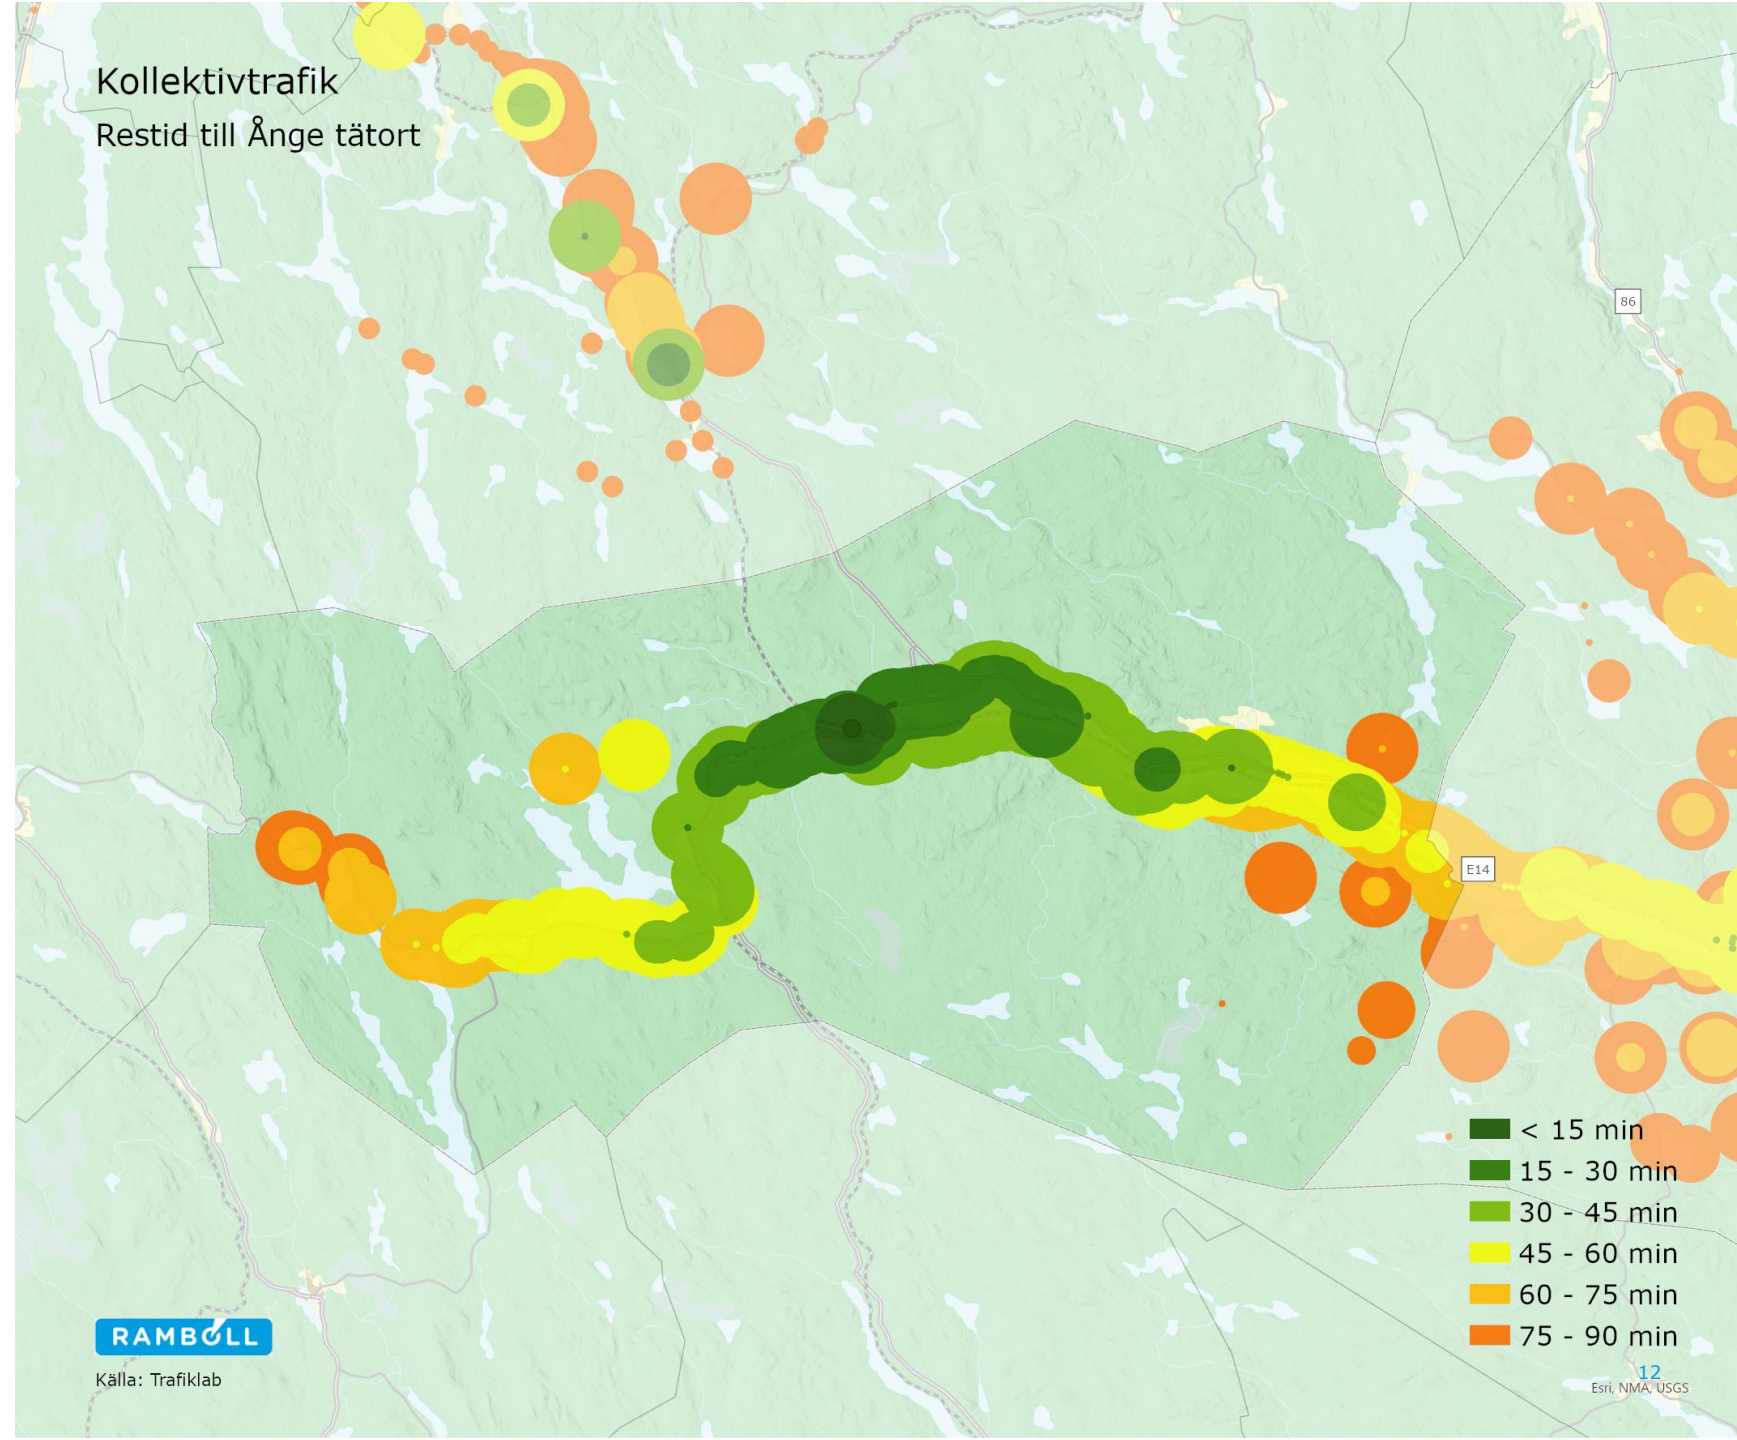 Kollektivtrafik
Restid till Ånge tätort
86
E14
< 15 min
15 - 30 min
30 - 45 min
45 - 60 min
60 - 75 min
75 - 90 min
RAMBOLL
Källa: Trafiklab
12
Esri, NMA, USGS